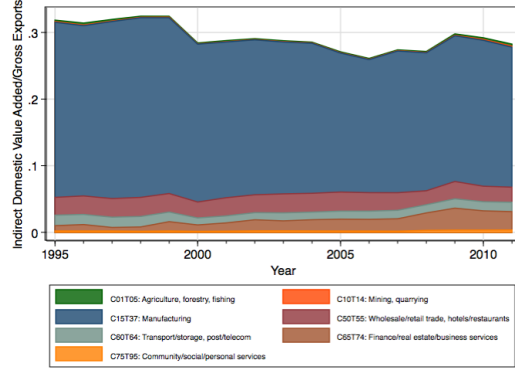 Indirect Domestic Value Added/Gross Exports
.3
.2
.1
0
1995
2000
2005
2010
Year
C01T05: Agriculture, forestry, fishing
C10T14: Mining, quarrying
C15T37: Manufacturing
C50T55: Wholesale/retail trade, hotels/restaurants
C60T64: Transport/storage, post/telecom
C65T74: Finance/real estate/business services
C75T95: Community/social/personal services